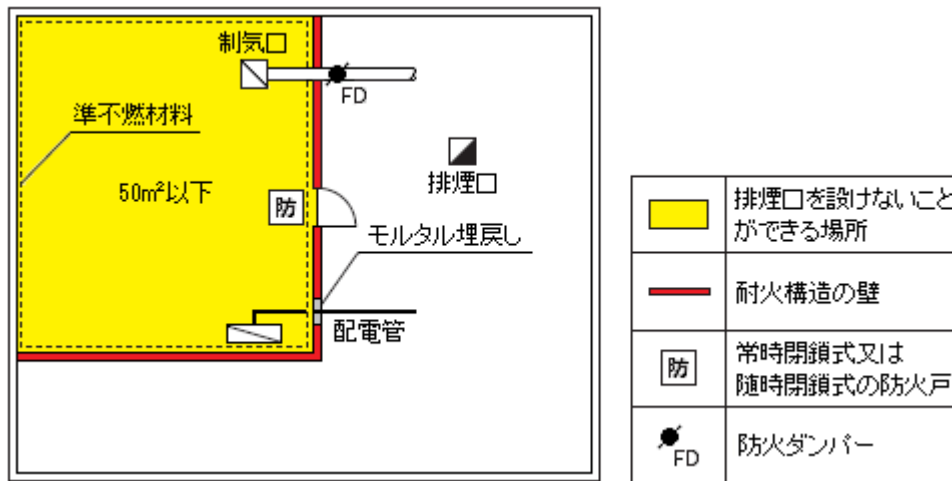 制気口
FD
準不燃材料
50m²以下
防
排煙口
モルタル埋戻し
配電管
排煙口を設けないこと
ができる場所
耐火構造の壁
防
常時閉鎖式又は
随時閉鎖式の防火戸
FD
防火ダンパー